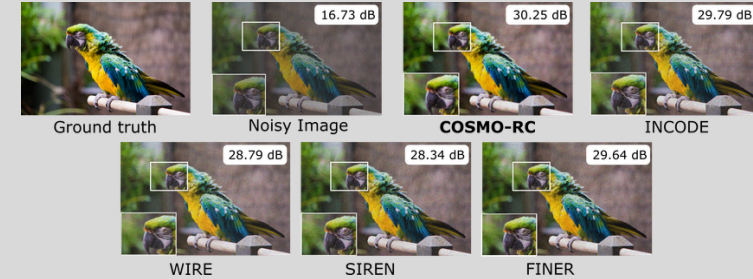 16.73 dB
30.25 dB
29.79 dB
Ground truth
Noisy Image
COSMO-RC
INCODE
28.79 dB
28.34 dB
29.64 dB
WIRE
SIREN
FINER